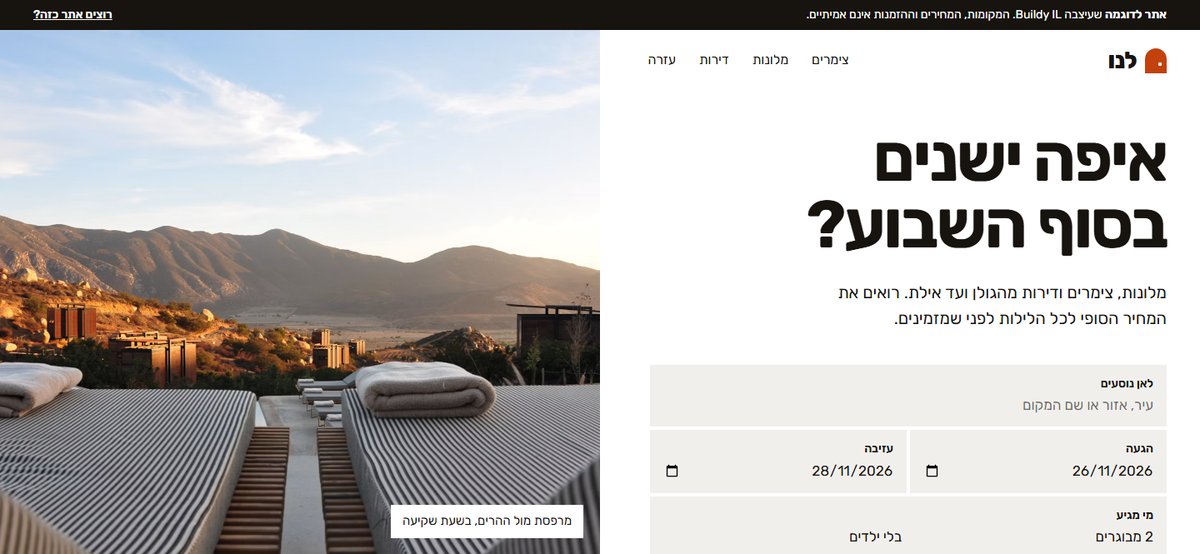 אתר לדוגמה שעיצבה Buildy IL. המקומות, המחירים וההזמנות אינם אמיתיים.
רוצים אתר כזה?
לנו
צימרים
מלונות
דירות
עזרה
איפה ישנים
בסוף השבוע?
מלונות, צימרים ודירות מהגולן ועד אילת. רואים את
המחיר הסופי לכל הלילות לפני שמזמינים.
לאן נוסעים
עיר, אזור או שם המקום
הגעה
26/11/2026
עזיבה
28/11/2026
מי מגיע
2 מבוגרים
בלי ילדים
מרפסת מול ההרים, בשעת שקיעה